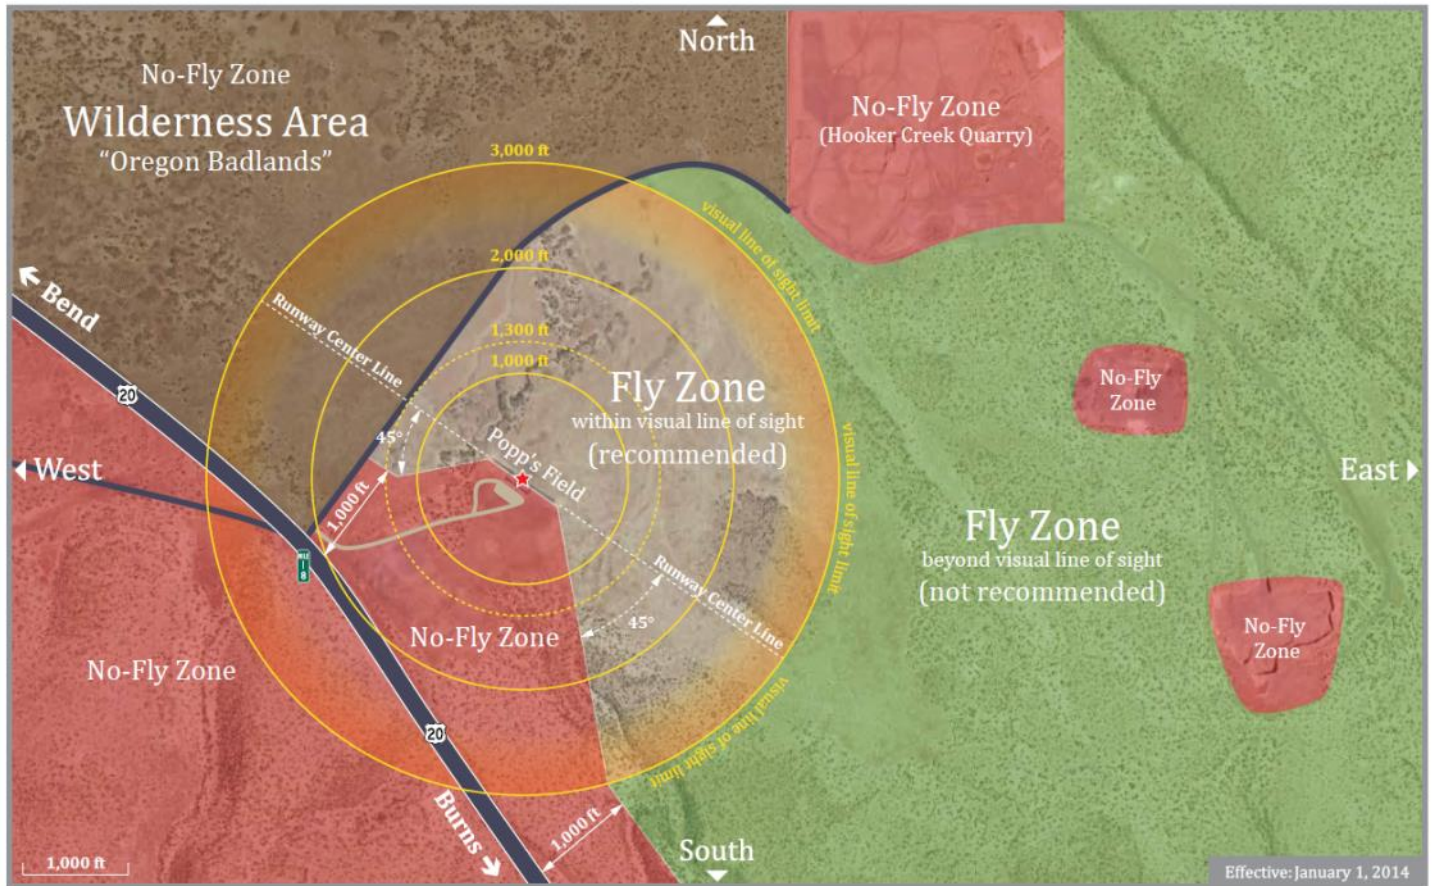 North
No-Fly Zone
Wilderness Area
“Oregon Badlands”
No-Fly Zone
(Hooker Creek Quarry)
3,000 ft
visual line of sight limit
2,000 ft
Bend
Runway Center Line
1,300 ft
1,000 ft
20
Fly Zone
within visual line of sight
(recommended)
No-Fly
Zone
45°
Popp's Field
West
East
1,000 ft
visual line of sight limit
Fly Zone
beyond visual line of sight
(not recommended)
MILE
1
8
Runway Center Line
45°
No-Fly Zone
No-Fly Zone
No-Fly
Zone
visual line of sight limit
20
Burns
1,000 ft
South
1,000 ft
Effective: January 1, 2014